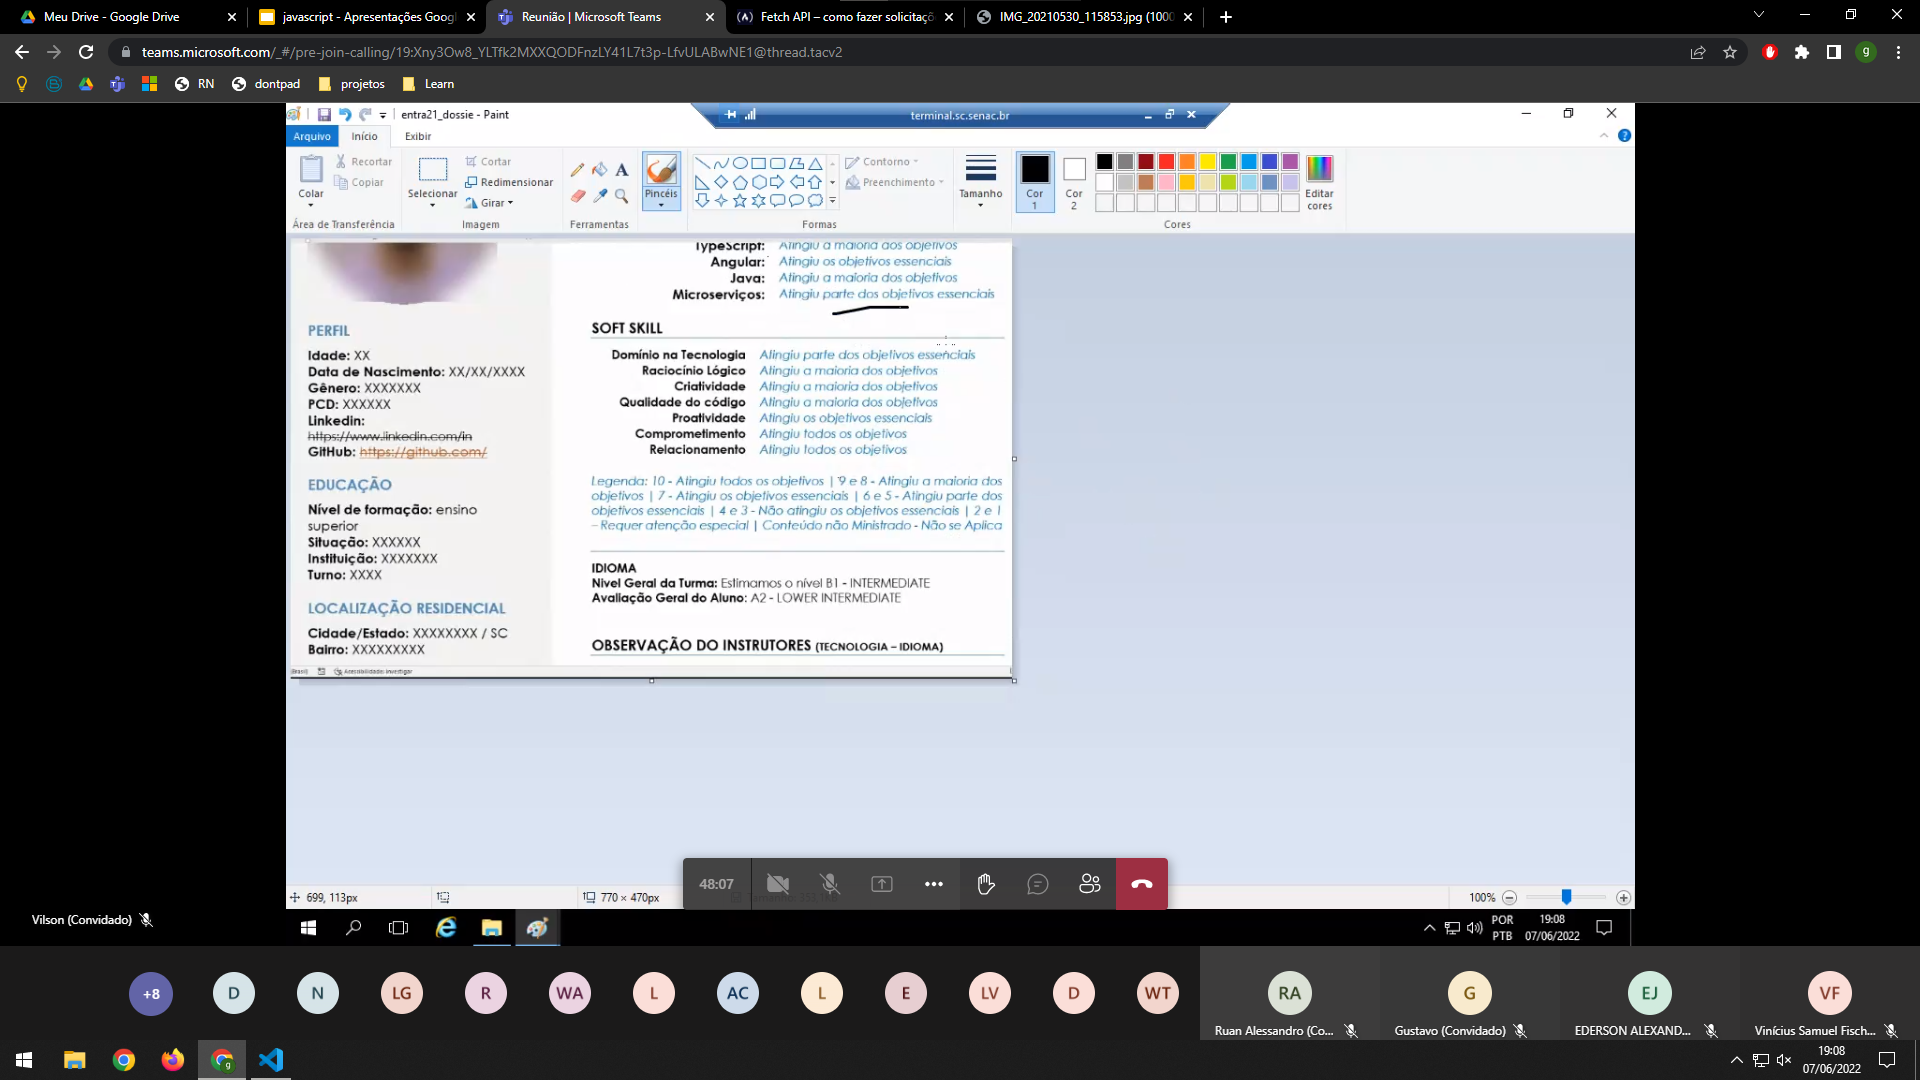 Meu Drive - Google Drive
javascript - Apresentações Googl
Reunião | Microsoft Teams
Fetch API – como fazer solicitaçõ
IMG_20210530_115853.jpg (1000
teams.microsoft.com/_#/pre-join-calling/19:Xny3Ow8_YLTfk2MXXQODFnzLY41L7t3p-LfvULABwNE1@thread.tacv2
RN
dontpad
projetos
Learn
entra21_dossie - Paint
terminal.sc.senac.br
Arquivo
Início
Exibir
Colar
Recortar
Copiar
Área de Transferência
Selecionar
Cortar
Redimensionar
Girar
Imagem
Ferramentas
Pincéis
Formas
Contorno
Preenchimento
Tamanho
Cor 1
Cor 2
Editar cores
Cores
TypeScript: Atingiu a maioria dos objetivos
Angular: Atingiu os objetivos essenciais
Java: Atingiu a maioria dos objetivos
Microserviços: Atingiu parte dos objetivos essenciais
SOFT SKILL
Domínio na Tecnologia Atingiu parte dos objetivos essenciais
Raciocínio Lógico Atingiu a maioria dos objetivos
Criatividade Atingiu a maioria dos objetivos
Qualidade do código Atingiu a maioria dos objetivos
Proatividade Atingiu os objetivos essenciais
Comprometimento Atingiu todos os objetivos
Relacionamento Atingiu todos os objetivos
Legenda: 10 - Atingiu todos os objetivos | 9 e 8 - Atingiu a maioria dos
objetivos | 7 - Atingiu os objetivos essenciais | 6 e 5 - Atingiu parte dos
objetivos essenciais | 4 e 3 - Não atingiu os objetivos essenciais | 2 e 1
– Requer atenção especial | Conteúdo não Ministrado - Não se Aplica
IDIOMA
Nivel Geral da Turma: Estimamos o nível B1 - INTERMEDIATE
Avaliação Geral do Aluno: A2 - LOWER INTERMEDIATE
OBSERVAÇÃO DO INSTRUTORES (TECNOLOGIA – IDIOMA)
PERFIL
Idade: XX
Data de Nascimento: XX/XX/XXXX
Gênero: XXXXXXX
PCD: XXXXXX
Linkedin:
https://www.linkedin.com/in
GitHub: https://github.com/
EDUCAÇÃO
Nível de formação: ensino
superior
Situação: XXXXXX
Instituição: XXXXXXX
Turno: XXXX
LOCALIZAÇÃO RESIDENCIAL
Cidade/Estado: XXXXXXXX / SC
Bairro: XXXXXXXXX
Acessibilidade: investigar
699, 113px
770 × 470px
100%
48:07
Vilson (Convidado)
POR
PTB
19:08
07/06/2022
+8
D
N
LG
R
WA
L
AC
L
E
LV
D
WT
RA
G
EJ
VF
Ruan Alessandro (Co...
Gustavo (Convidado)
EDERSON ALEXAND...
Vinícius Samuel Fisch...
19:08
07/06/2022